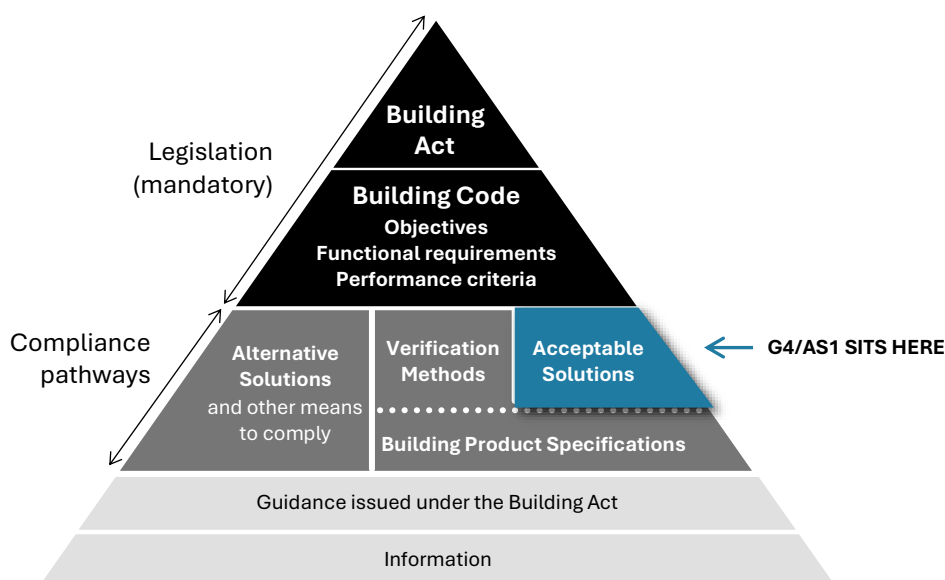 Building
Act
Legislation
(mandatory)
Building Code
Objectives
Functional requirements
Performance criteria
Compliance
pathways
Alternative
Solutions
and other means
to comply
Verification
Methods
Acceptable
Solutions
G4/AS1 SITS HERE
Building Product Specifications
Guidance issued under the Building Act
Information